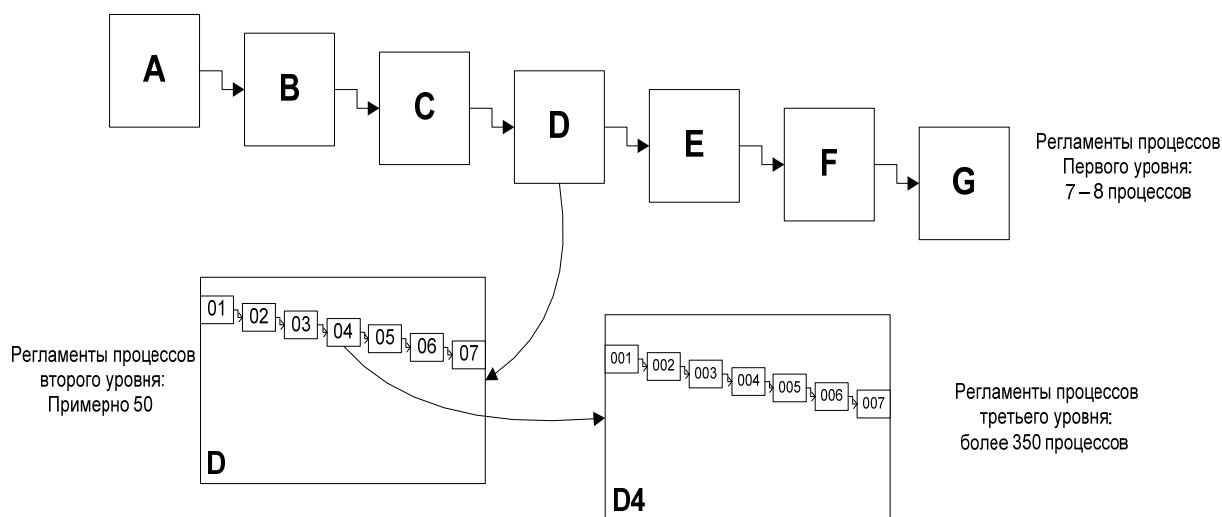 A
B
C
D
E
F
G
Регламенты процессов
Первого уровня:
7 – 8 процессов
Регламенты процессов
второго уровня:
Примерно 50
01
02
03
04
05
06
07
D
001
002
003
004
005
006
007
D4
Регламенты процессов
третьего уровня:
более 350 процессов